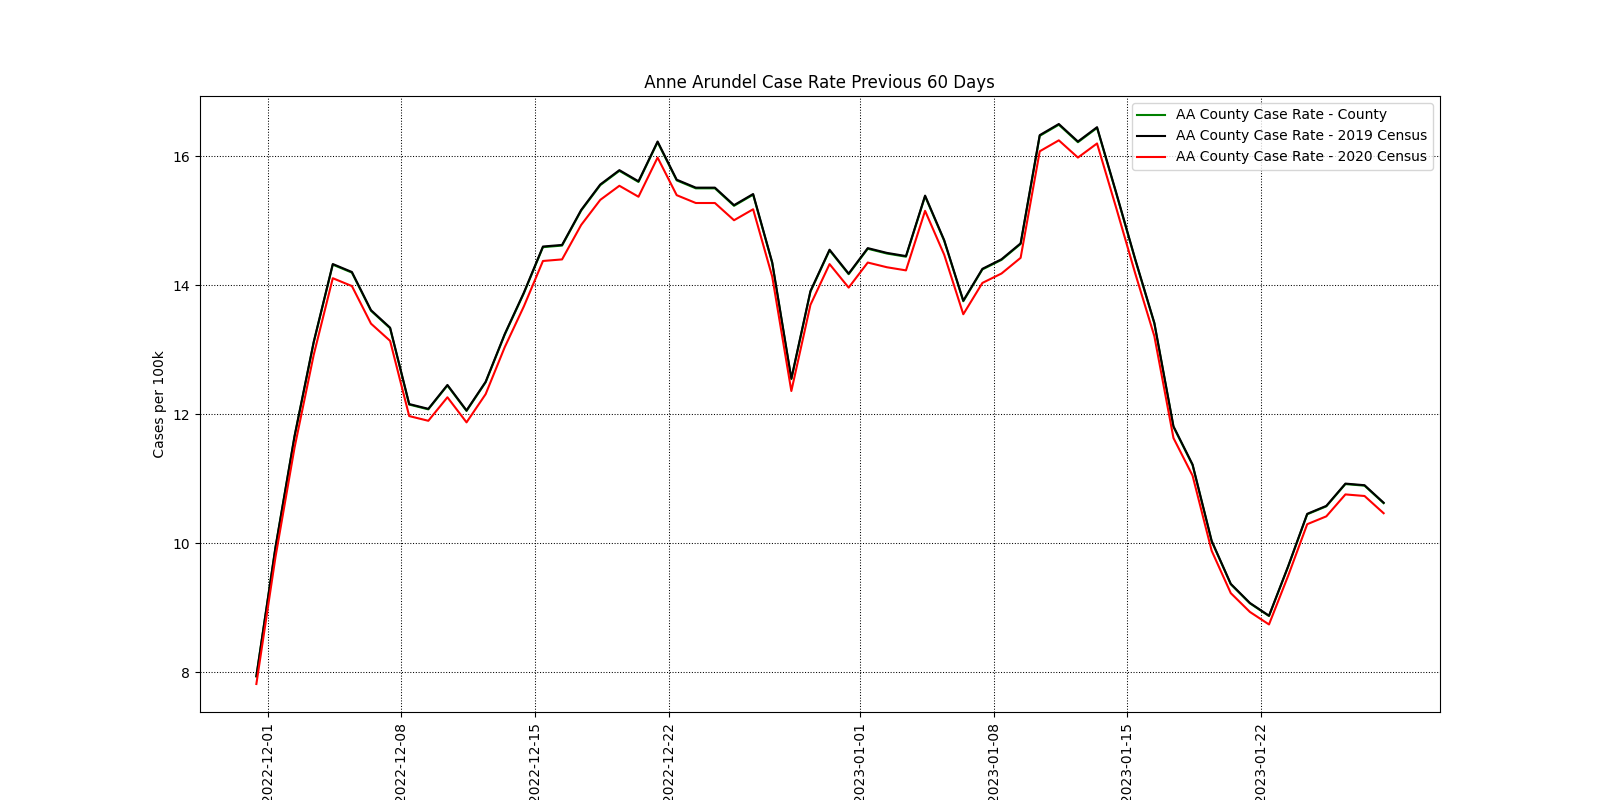 Anne Arundel Case Rate Previous 60 Days
AA County Case Rate - County
AA County Case Rate - 2019 Census
AA County Case Rate - 2020 Census
Cases per 100k
16
14
12
10
8
2022-12-01
2022-12-08
2022-12-15
2022-12-22
2023-01-01
2023-01-08
2023-01-15
2023-01-22